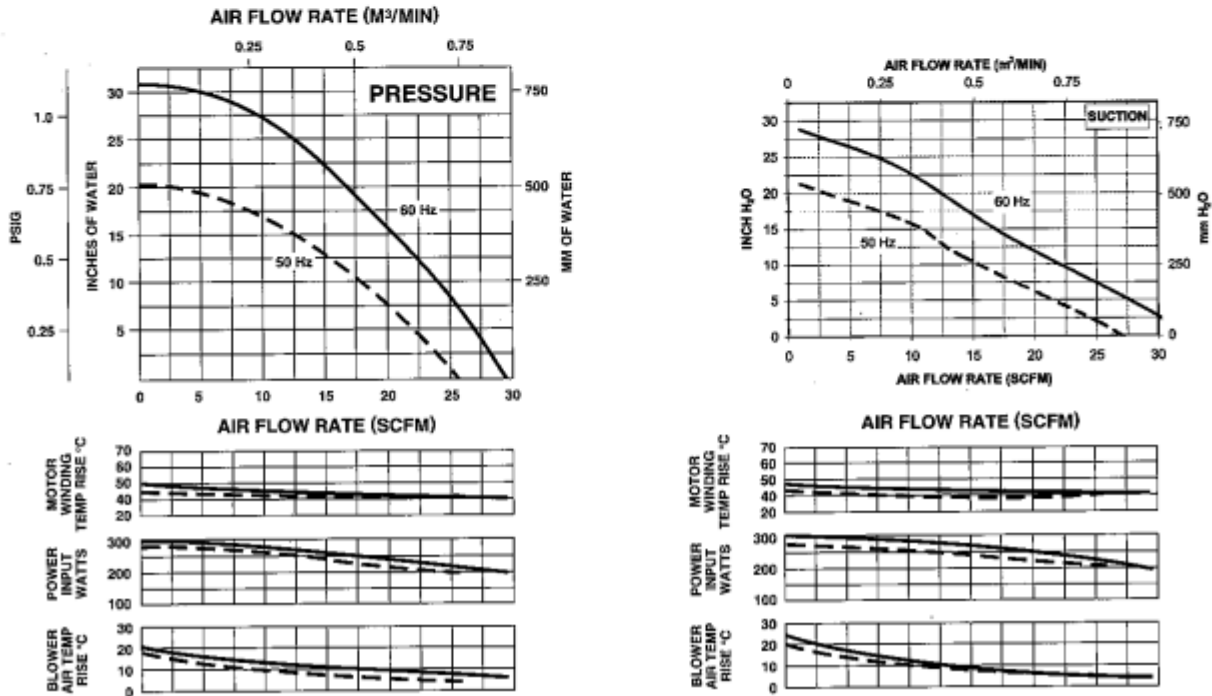 AIR FLOW RATE (M³/MIN)
0.25 0.5 0.75
PRESSURE
PSIG
1.0
0.75
0.5
0.25
INCHES OF WATER
30
25
20
15
10
5
MM OF WATER
750
500
250
60 Hz
50 Hz
0 5 10 15 20 25 30
AIR FLOW RATE (SCFM)
MOTOR
WINDING
TEMP RISE °C
70
60
50
40
20
POWER
INPUT
WATTS
300
200
100
BLOWER
AIR TEMP
RISE °C
30
20
10
0
AIR FLOW RATE (m³/MIN)
0 0.25 0.5 0.75
SUCTION
INCH H₂O
30
25
20
15
10
5
0
mm H₂O
750
500
250
0
60 Hz
50 Hz
0 5 10 15 20 25 30
AIR FLOW RATE (SCFM)
AIR FLOW RATE (SCFM)
MOTOR
WINDING
TEMP RISE °C
70
60
50
40
20
POWER
INPUT
WATTS
300
200
100
BLOWER
AIR TEMP
RISE °C
30
20
10
0